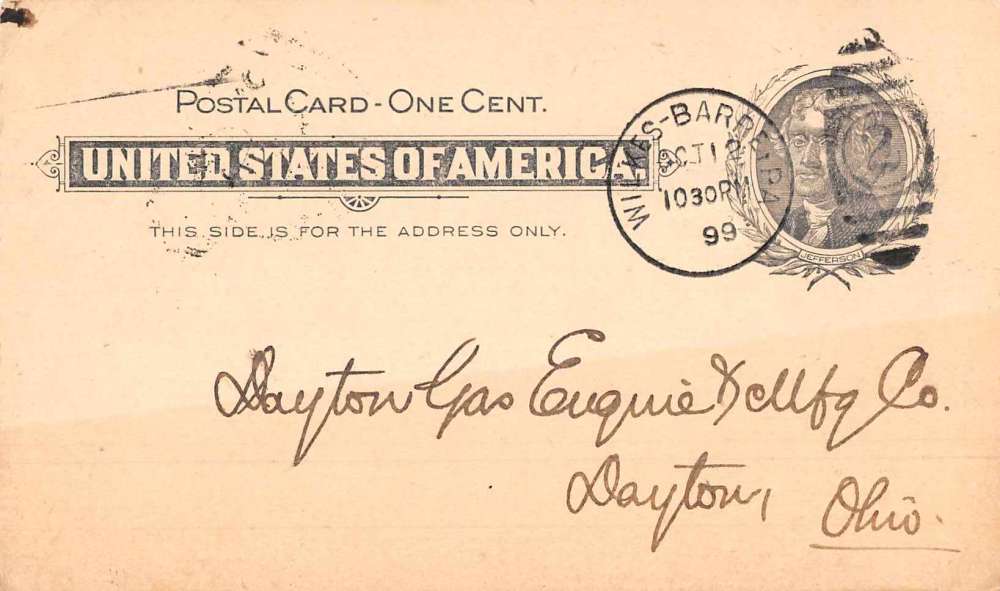 POSTAL CARD - ONE CENT.
UNITED STATES OF AMERICA.
THIS SIDE IS FOR THE ADDRESS ONLY.
WILKES-BARRE, PA
OCT 12
1030PM
99
2
JEFFERSON
Dayton Gas Engine & Mfg Co.
Dayton, Ohio.